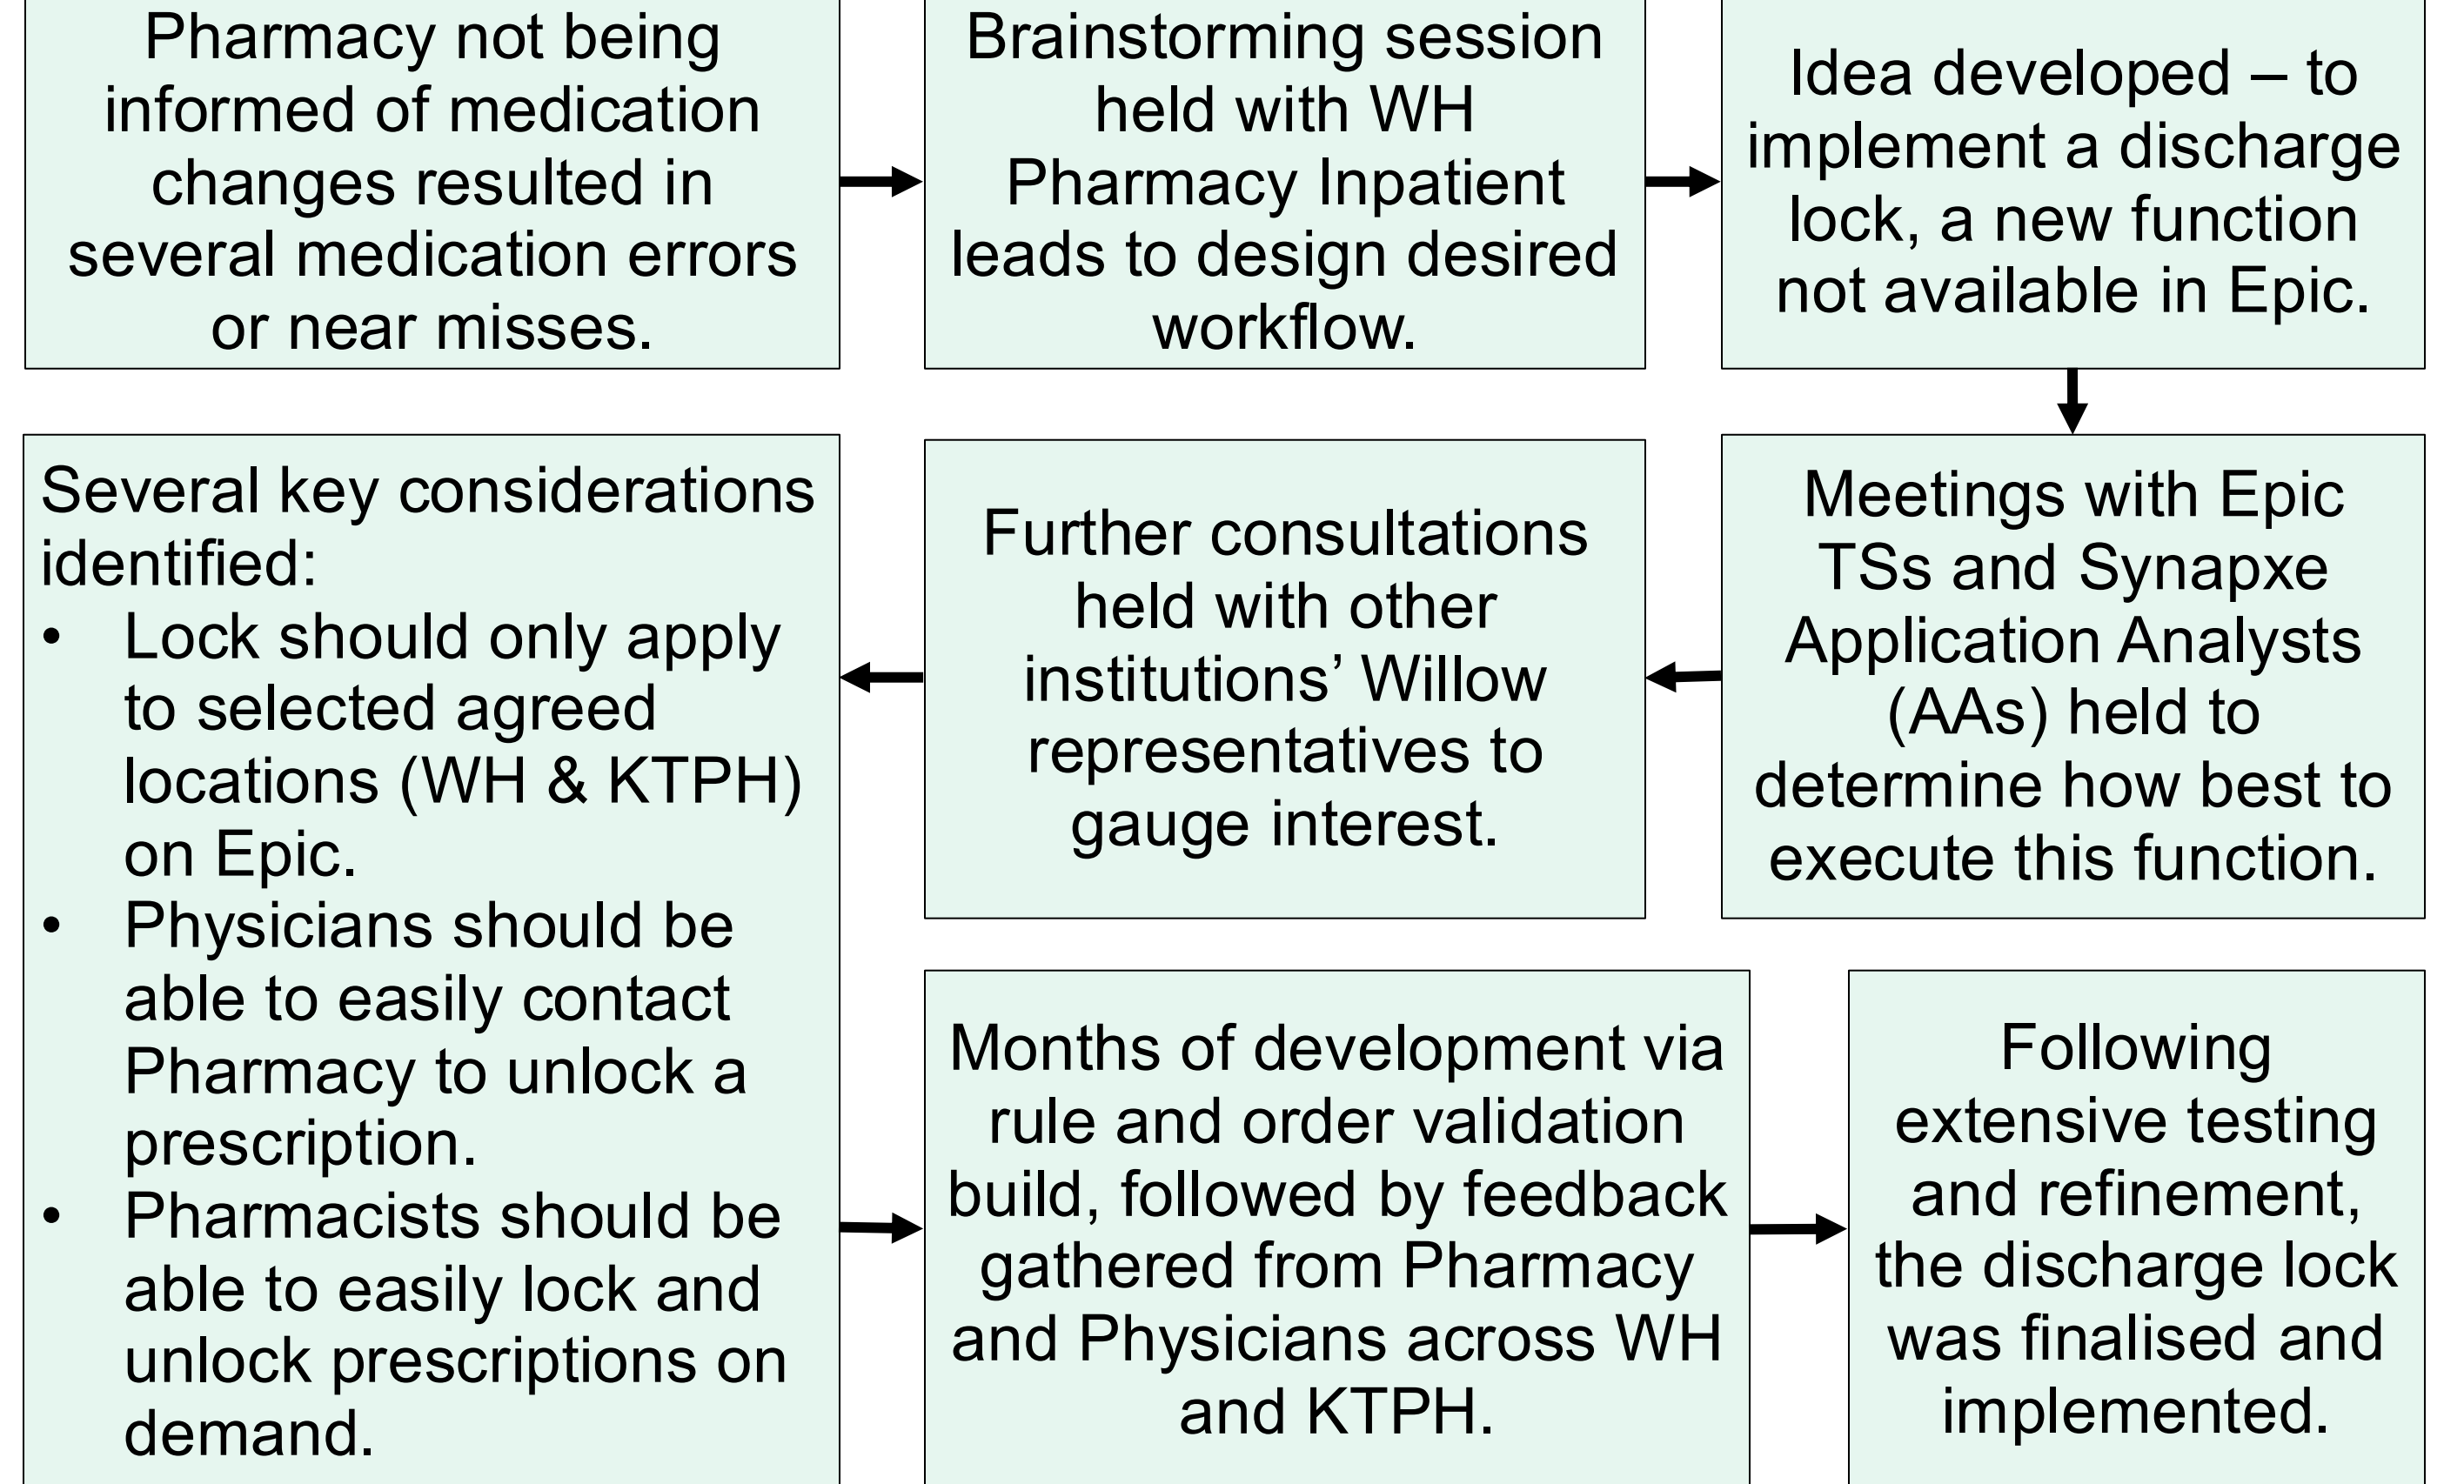 Pharmacy not being
informed of medication
changes resulted in
several medication errors
or near misses.
Brainstorming session
held with WH
Pharmacy Inpatient
leads to design desired
workflow.
Idea developed – to
implement a discharge
lock, a new function
not available in Epic.
Meetings with Epic
TSs and Synapxe
Application Analysts
(AAs) held to
determine how best to
execute this function.
Further consultations
held with other
institutions’ Willow
representatives to
gauge interest.
Several key considerations
identified:
• Lock should only apply
to selected agreed
locations (WH & KTPH)
on Epic.
• Physicians should be
able to easily contact
Pharmacy to unlock a
prescription.
• Pharmacists should be
able to easily lock and
unlock prescriptions on
demand.
Months of development via
rule and order validation
build, followed by feedback
gathered from Pharmacy
and Physicians across WH
and KTPH.
Following
extensive testing
and refinement,
the discharge lock
was finalised and
implemented.